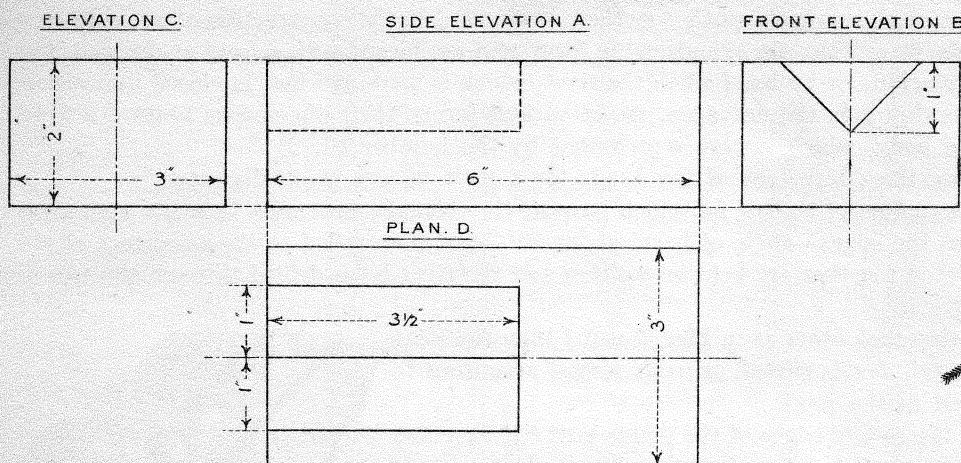 ELEVATION C.
SIDE ELEVATION A.
FRONT ELEVATION B
2"
3"
6"
1"
PLAN. D.
1"
3½"
1"
3"